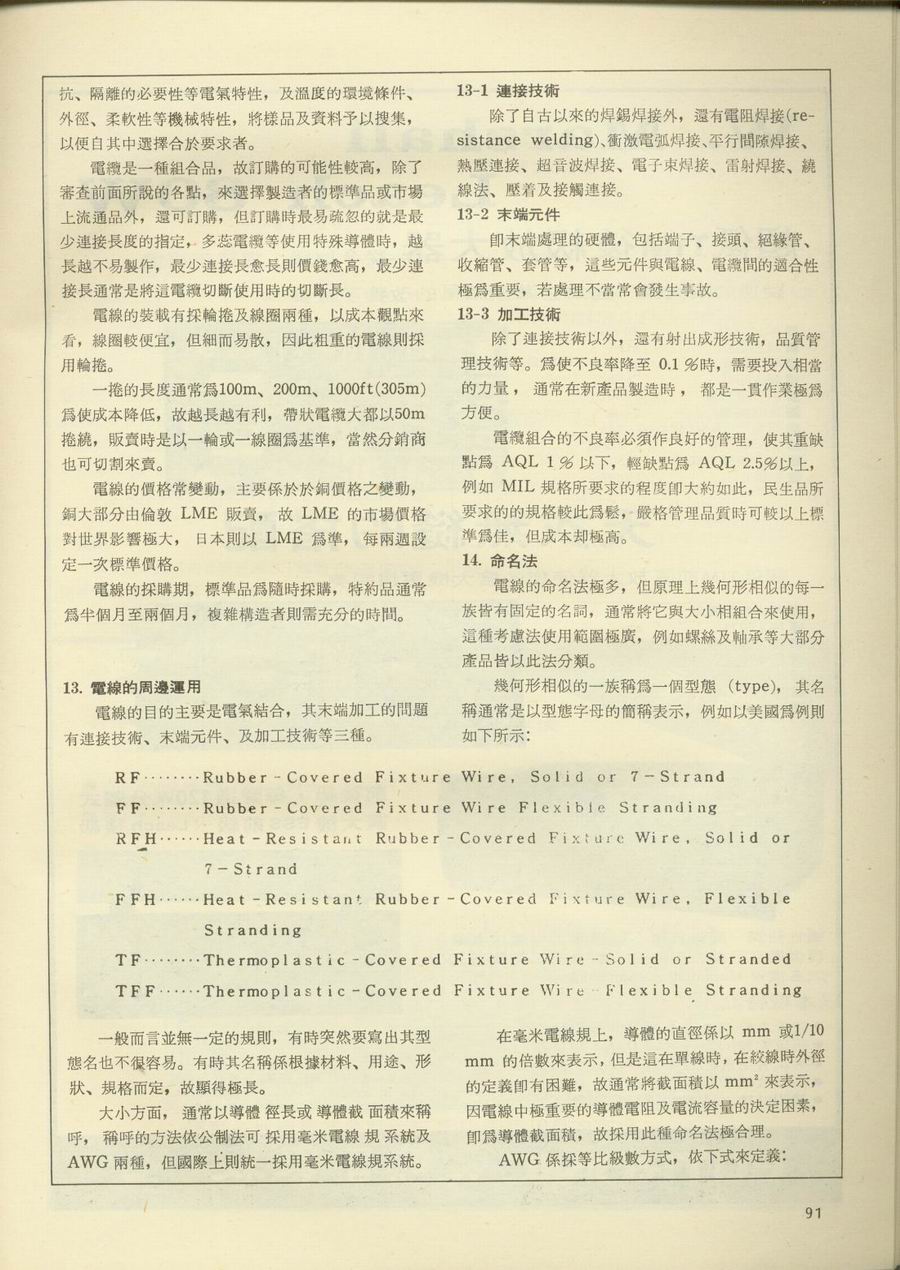 抗、隔離的必要性等電氣特性，及溫度的環境條件、
外徑、柔軟性等機械特性，將樣品及資料予以搜集，
以便自其中選擇合於要求者。
電纜是一種組合品，故訂購的可能性較高，除了
審查前面所說的各點，來選擇製造者的標準品或市場
上流通品外，還可訂購，但訂購時最易疏忽的就是最
少連接長度的指定，多蕊電纜等使用特殊導體時，越
長越不易製作，最少連接長愈長則價錢愈高，最少連
接長通常是將這電纜切斷使用時的切斷長。
電線的裝載有採輪捲及線圈兩種，以成本觀點來
看，線圈較便宜，但細而易散，因此粗重的電線則採
用輪捲。
一捲的長度通常爲100m、200m、1000ft(305m)
爲使成本降低，故越長越有利，帶狀電纜大都以50m
捲繞，販賣時是以一輪或一線圈爲基準，當然分銷商
也可切割來賣。
電線的價格常變動，主要係於於銅價格之變動，
銅大部分由倫敦 LME 販賣， 故 LME 的市場價格
對世界影響極大， 日本則以 LME 爲準，每兩週設
定一次標準價格。
電線的採購期，標準品爲隨時採購，特約品通常
爲半個月至兩個月，複雜構造者則需充分的時間。
13. 電線的周邊運用
電線的目的主要是電氣結合，其末端加工的問題
有連接技術、末端元件、及加工技術等三種。
13-1 連接技術
除了自古以來的焊錫焊接外，還有電阻焊接(re-
sistance welding)、衝激電弧焊接、平行間隙焊接、
熱壓連接、超音波焊接、電子束焊接、雷射焊接、繞
線法、壓着及接觸連接。
13-2 末端元件
卽末端處理的硬體，包括端子、接頭、絕緣管、
收縮管、套管等，這些元件與電線、電纜間的適合性
極爲重要，若處理不當常會發生事故。
13-3 加工技術
除了連接技術以外，還有射出成形技術，品質管
理技術等。爲使不良率降至 0.1 %時，需要投入相當
的力量， 通常在新產品製造時， 都是一貫作業極爲
方便。
電纜組合的不良率必須作良好的管理，使其重缺
點爲 AQL 1 % 以下，輕缺點爲 AQL 2.5%以上，
例如 MIL 規格所要求的程度卽大約如此，民生品所
要求的的規格較此爲鬆，嚴格管理品質時可較以上標
準爲佳，但成本却極高。
14. 命名法
電線的命名法極多，但原理上幾何形相似的每一
族皆有固定的名詞，通常將它與大小相組合來使用，
這種考慮法使用範圍極廣，例如螺絲及軸承等大部分
產品皆以此法分類。
幾何形相似的一族稱爲一個型態 (type)， 其名
稱通常是以型態字母的簡稱表示，例如以美國爲例則
如下所示：
RF········Rubber-Covered Fixture Wire, Solid or 7-Strand
FF········Rubber-Covered Fixture Wire Flexible Stranding
RFH······Heat-Resistant Rubber-Covered Fixture Wire, Solid or
7-Strand
FFH······Heat-Resistant Rubber-Covered Fixture Wire, Flexible
Stranding
TF········Thermoplastic-Covered Fixture Wire-Solid or Stranded
TFF······Thermoplastic-Covered Fixture Wire-Flexible Stranding
一般而言並無一定的規則，有時突然要寫出其型
態名也不很容易。有時其名稱係根據材料、用途、形
狀、規格而定，故顯得極長。
大小方面， 通常以導體 徑長或 導體截 面積來稱
呼， 稱呼的方法依公制法可 採用毫米電線 規 系統及
AWG 兩種，但國際上則統一採用毫米電線規系統。
在毫米電線規上，導體的直徑係以 mm 或1/10
mm 的倍數來表示，但是這在單線時，在絞線時外徑
的定義卽有困難，故通常將截面積以 mm² 來表示，
因電線中極重要的導體電阻及電流容量的決定因素，
卽爲導體截面積，故採用此種命名法極合理。
AWG 係採等比級數方式，依下式來定義：
91